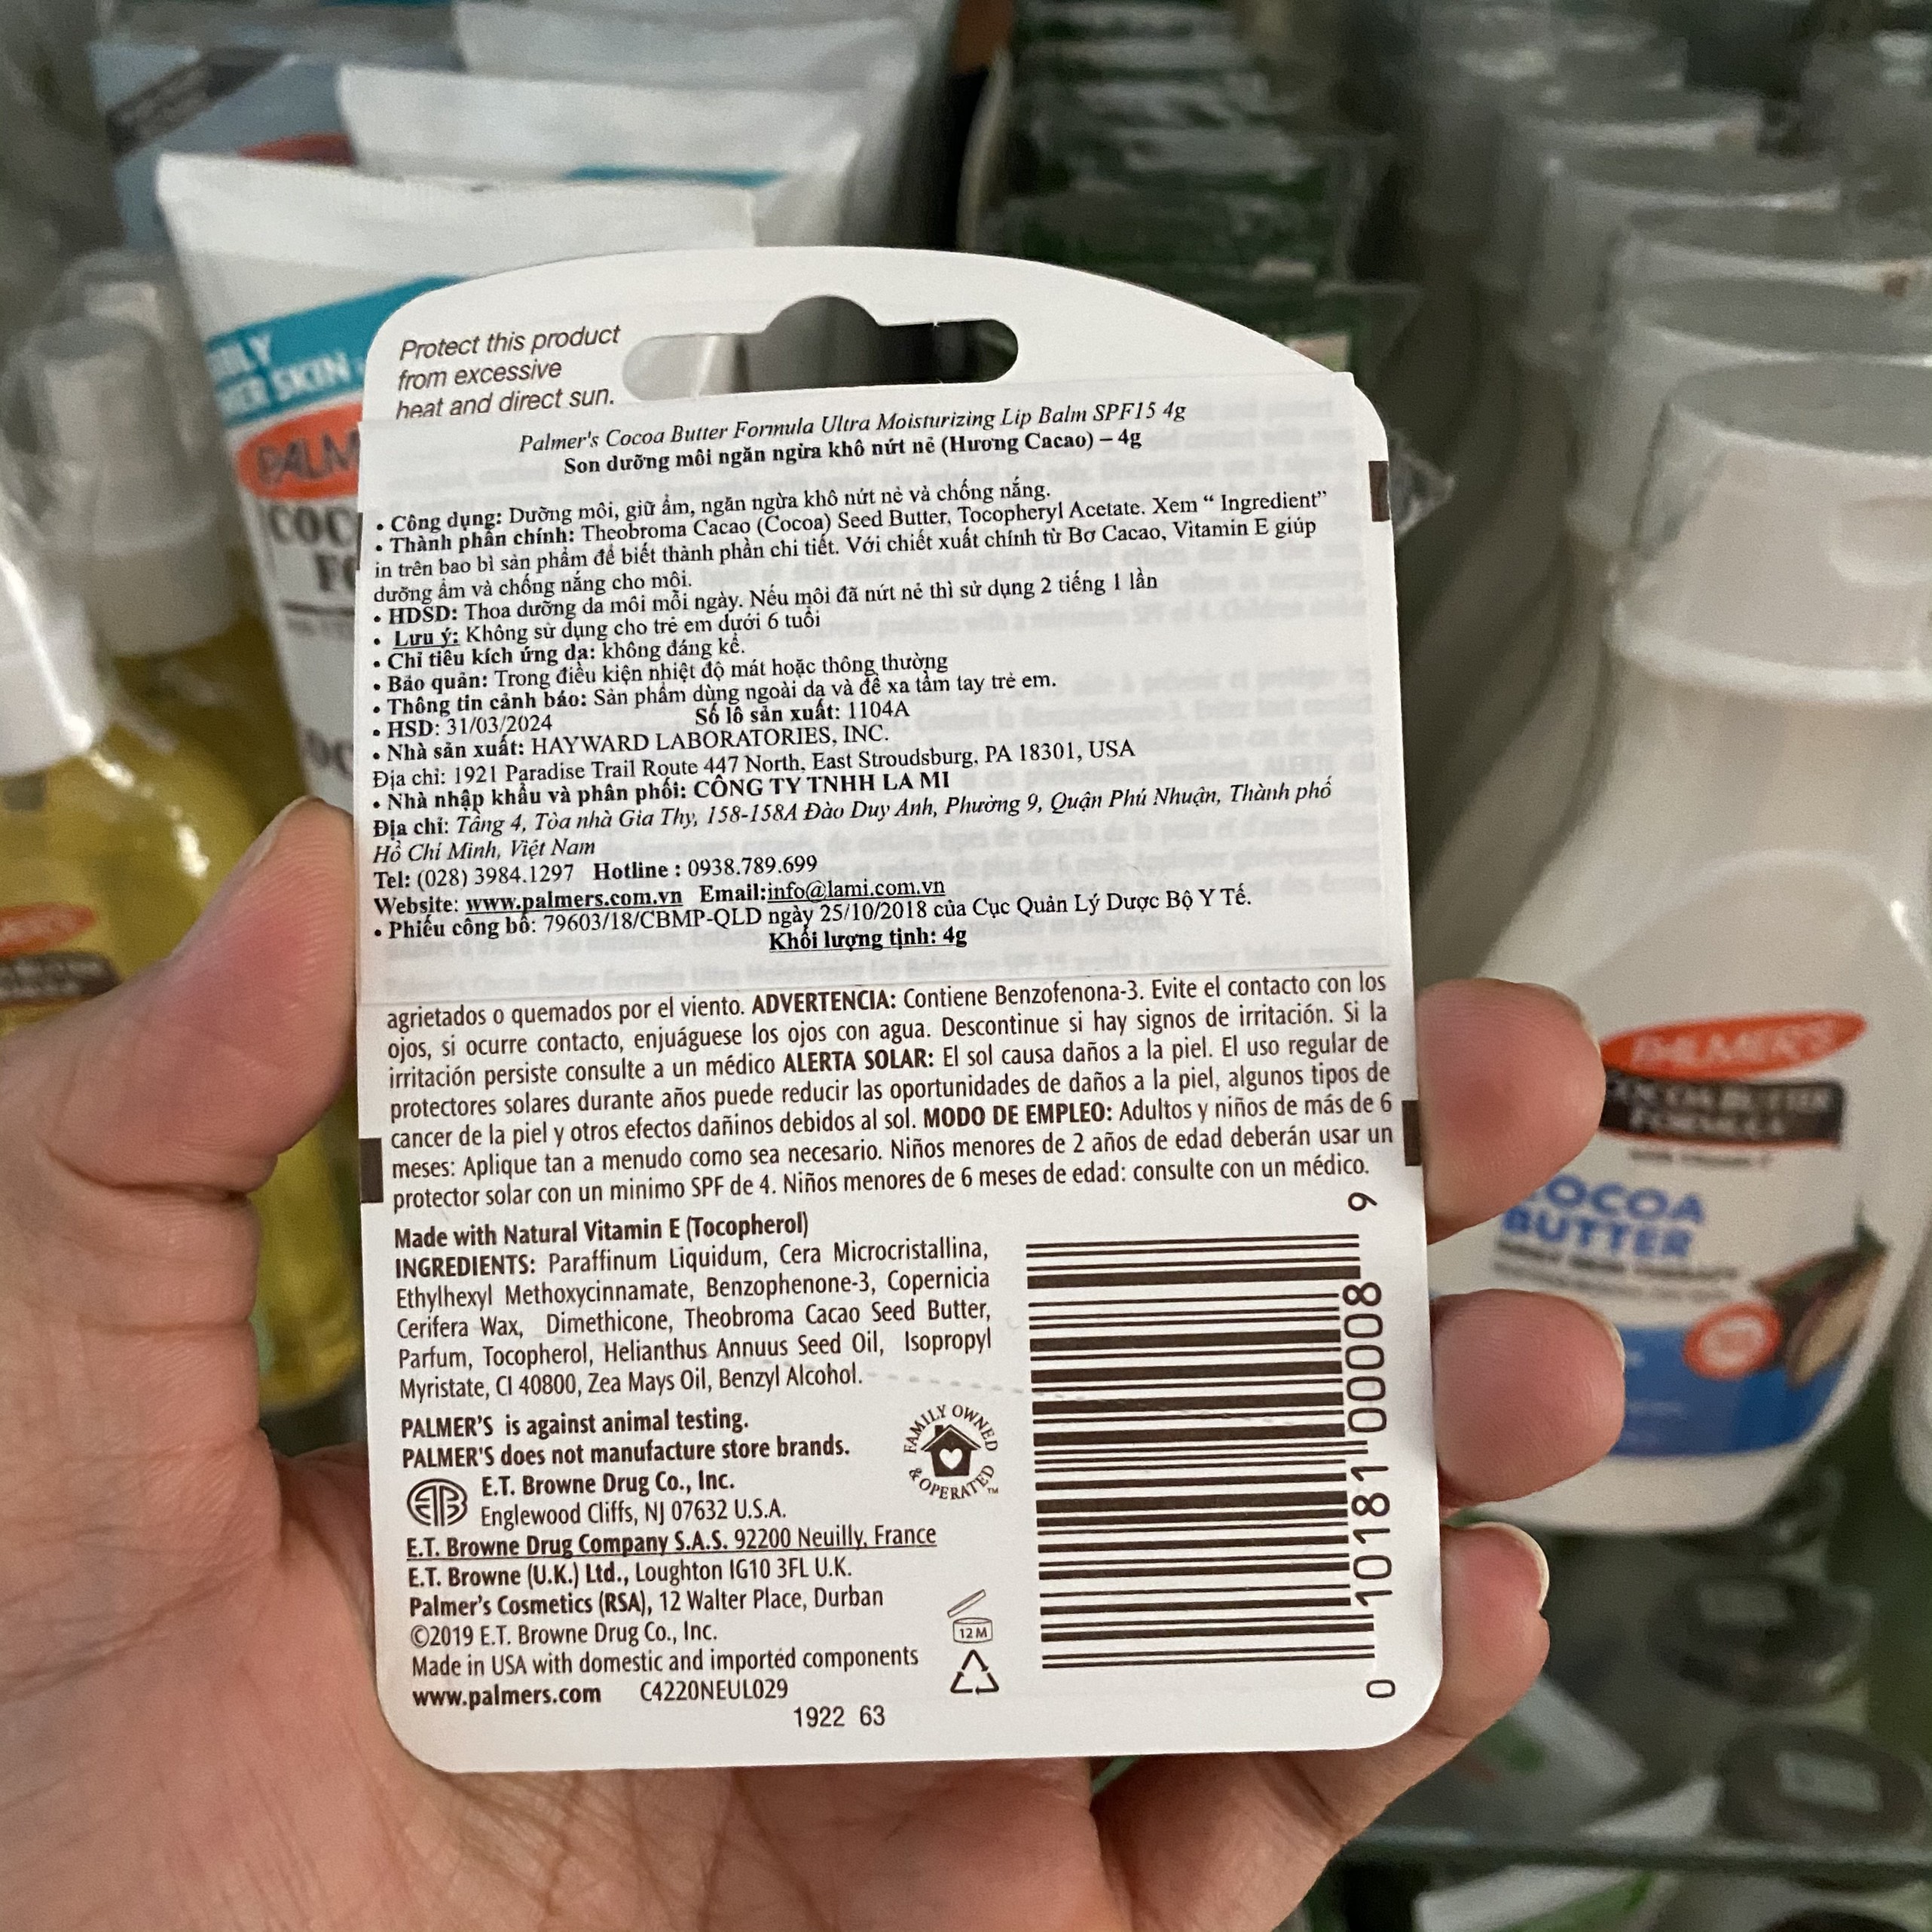 Protect this product
from excessive
heat and direct sun.
Palmer's Cocoa Butter Formula Ultra Moisturizing Lip Balm SPF15 4g
Son dưỡng môi ngăn ngừa khô nứt nẻ (Hương Cacao) – 4g
• Công dụng: Dưỡng môi, giữ ẩm, ngăn ngừa khô nứt nẻ và chống nắng.
• Thành phần chính: Theobroma Cacao (Cocoa) Seed Butter, Tocopheryl Acetate. Xem “ Ingredient”
in trên bao bì sản phẩm để biết thành phần chi tiết. Với chiết xuất chính từ Bơ Cacao, Vitamin E giúp
dưỡng ẩm và chống nắng cho môi.
• HDSD: Thoa dưỡng da môi mỗi ngày. Nếu môi đã nứt nẻ thì sử dụng 2 tiếng 1 lần
• Lưu ý: Không sử dụng cho trẻ em dưới 6 tuổi
• Chỉ tiêu kích ứng da: không đáng kể.
• Bảo quản: Trong điều kiện nhiệt độ mát hoặc thông thường
• Thông tin cảnh báo: Sản phẩm dùng ngoài da và để xa tầm tay trẻ em.
• HSD: 31/03/2024 Số lô sản xuất: 1104A
• Nhà sản xuất: HAYWARD LABORATORIES, INC.
Địa chỉ: 1921 Paradise Trail Route 447 North, East Stroudsburg, PA 18301, USA
• Nhà nhập khẩu và phân phối: CÔNG TY TNHH LA MI
Địa chỉ: Tầng 4, Tòa nhà Gia Thy, 158-158A Đào Duy Anh, Phường 9, Quận Phú Nhuận, Thành phố
Hồ Chí Minh, Việt Nam
Tel: (028) 3984.1297 Hotline : 0938.789.699
Website: www.palmers.com.vn Email:info@lami.com.vn
• Phiếu công bố: 79603/18/CBMP-QLD ngày 25/10/2018 của Cục Quản Lý Dược Bộ Y Tế.
Khối lượng tịnh: 4g
agrietados o quemados por el viento. ADVERTENCIA: Contiene Benzofenona-3. Evite el contacto con los
ojos, si ocurre contacto, enjuáguese los ojos con agua. Descontinue si hay signos de irritación. Si la
irritación persiste consulte a un médico ALERTA SOLAR: El sol causa daños a la piel. El uso regular de
protectores solares durante años puede reducir las oportunidades de daños a la piel, algunos tipos de
cancer de la piel y otros efectos dañinos debidos al sol. MODO DE EMPLEO: Adultos y niños de más de 6
meses: Aplique tan a menudo como sea necesario. Niños menores de 2 años de edad deberán usar un
protector solar con un minimo SPF de 4. Niños menores de 6 meses de edad: consulte con un médico.
Made with Natural Vitamin E (Tocopherol)
INGREDIENTS: Paraffinum Liquidum, Cera Microcristallina,
Ethylhexyl Methoxycinnamate, Benzophenone-3, Copernicia
Cerifera Wax, Dimethicone, Theobroma Cacao Seed Butter,
Parfum, Tocopherol, Helianthus Annuus Seed Oil, Isopropyl
Myristate, CI 40800, Zea Mays Oil, Benzyl Alcohol.
PALMER'S is against animal testing.
PALMER'S does not manufacture store brands.
FAMILY OWNED & OPERATED™
ETB
E.T. Browne Drug Co., Inc.
Englewood Cliffs, NJ 07632 U.S.A.
E.T. Browne Drug Company S.A.S. 92200 Neuilly, France
E.T. Browne (U.K.) Ltd., Loughton IG10 3FL U.K.
Palmer's Cosmetics (RSA), 12 Walter Place, Durban
©2019 E.T. Browne Drug Co., Inc.
Made in USA with domestic and imported components
www.palmers.com C4220NEUL029
1922 63
12M
0 10181 00008 9
PALMER'S
COCOA BUTTER
FORMULA
COCOA
BUTTER